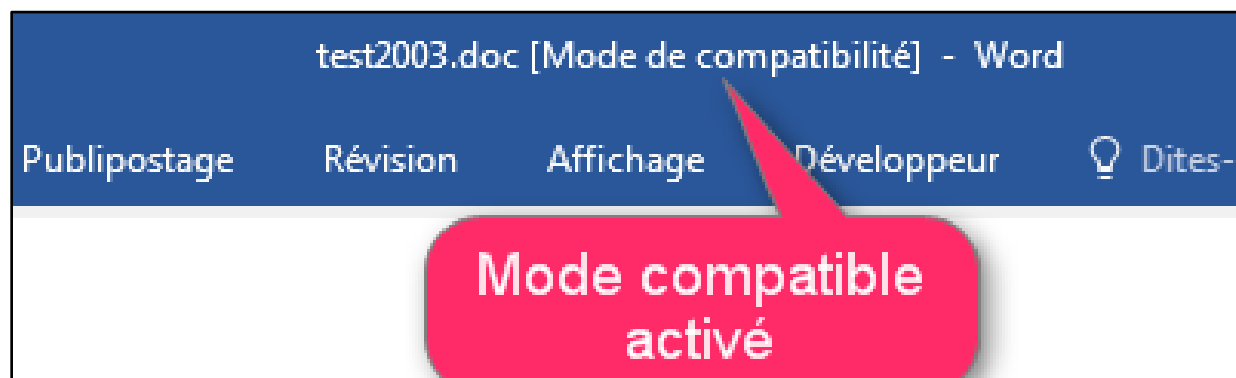 test2003.doc [Mode de compatibilité] - Word
Publipostage Révision Affichage Développeur Dites-
Mode compatible
activé